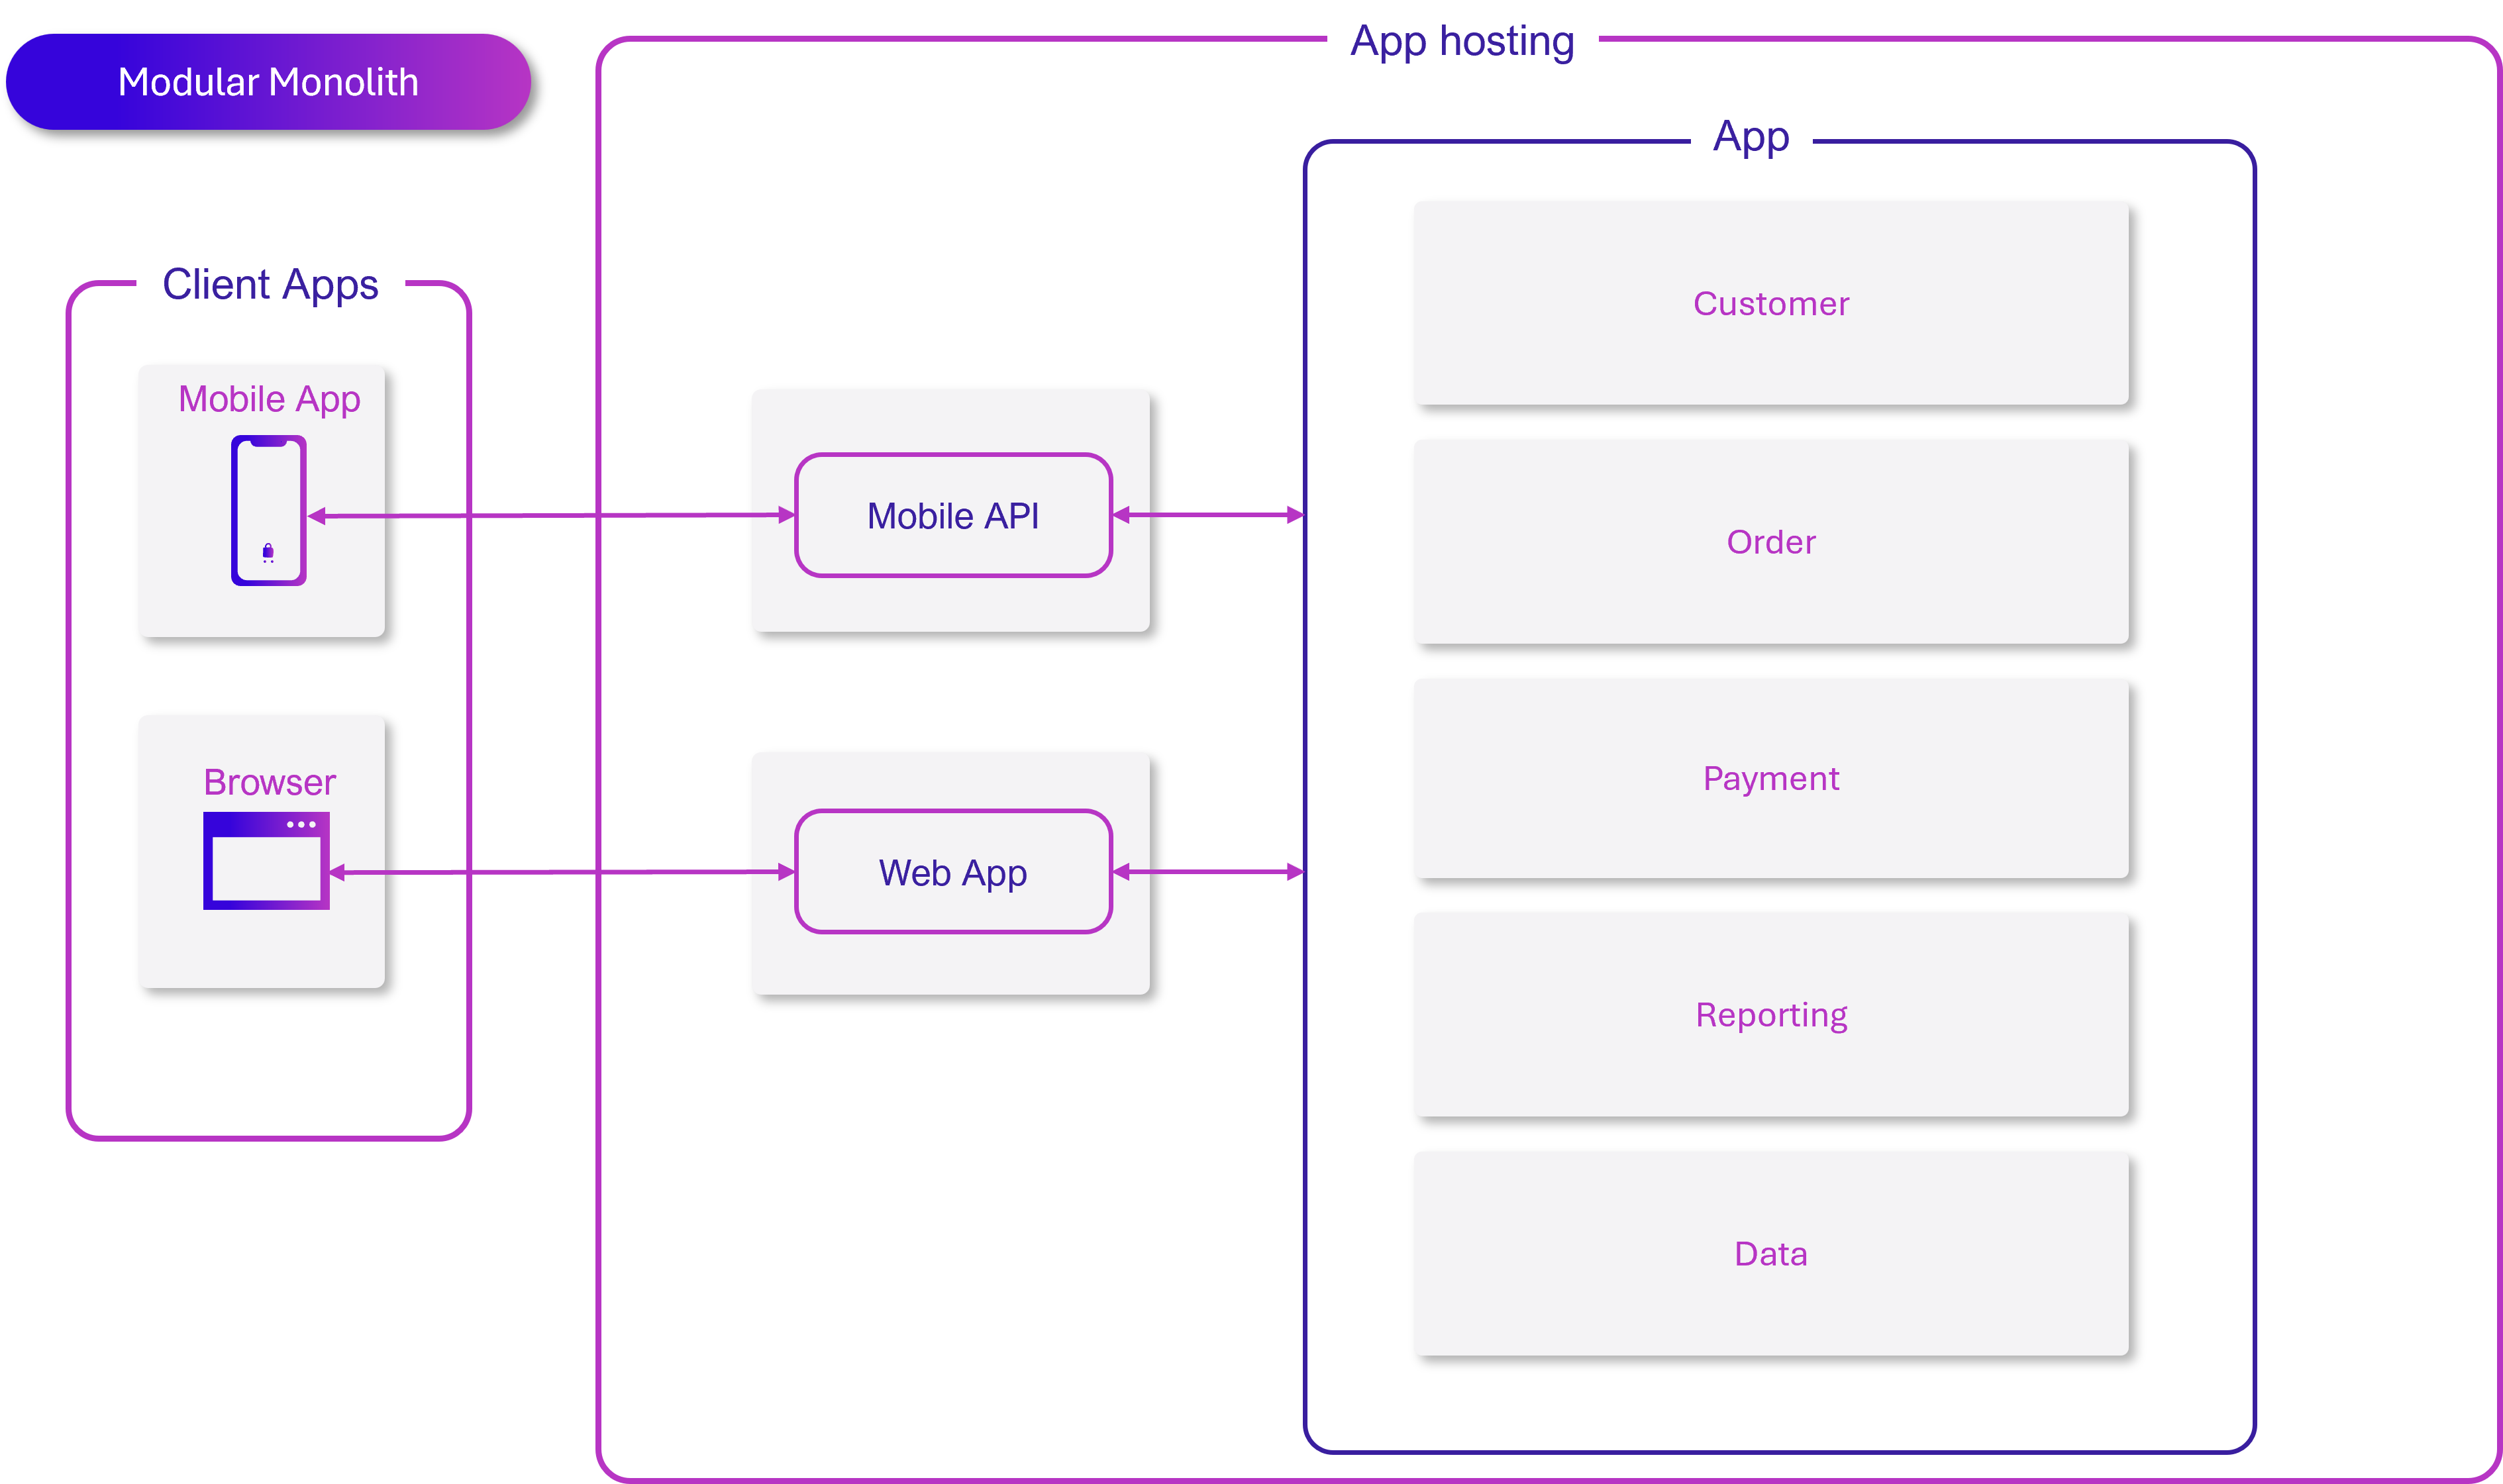 Modular Monolith
App hosting
App
Client Apps
Mobile App
Browser
Mobile API
Web App
Customer
Order
Payment
Reporting
Data